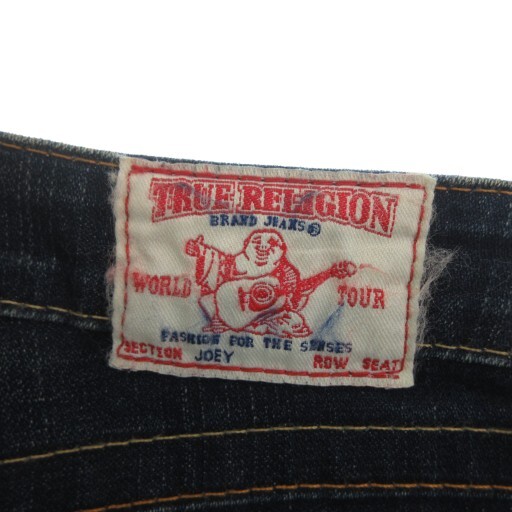 TRUE RELIGION
BRAND JEANS®
WORLD TOUR
FASHION FOR THE SENSES
SECTION JOEY ROW SEAT